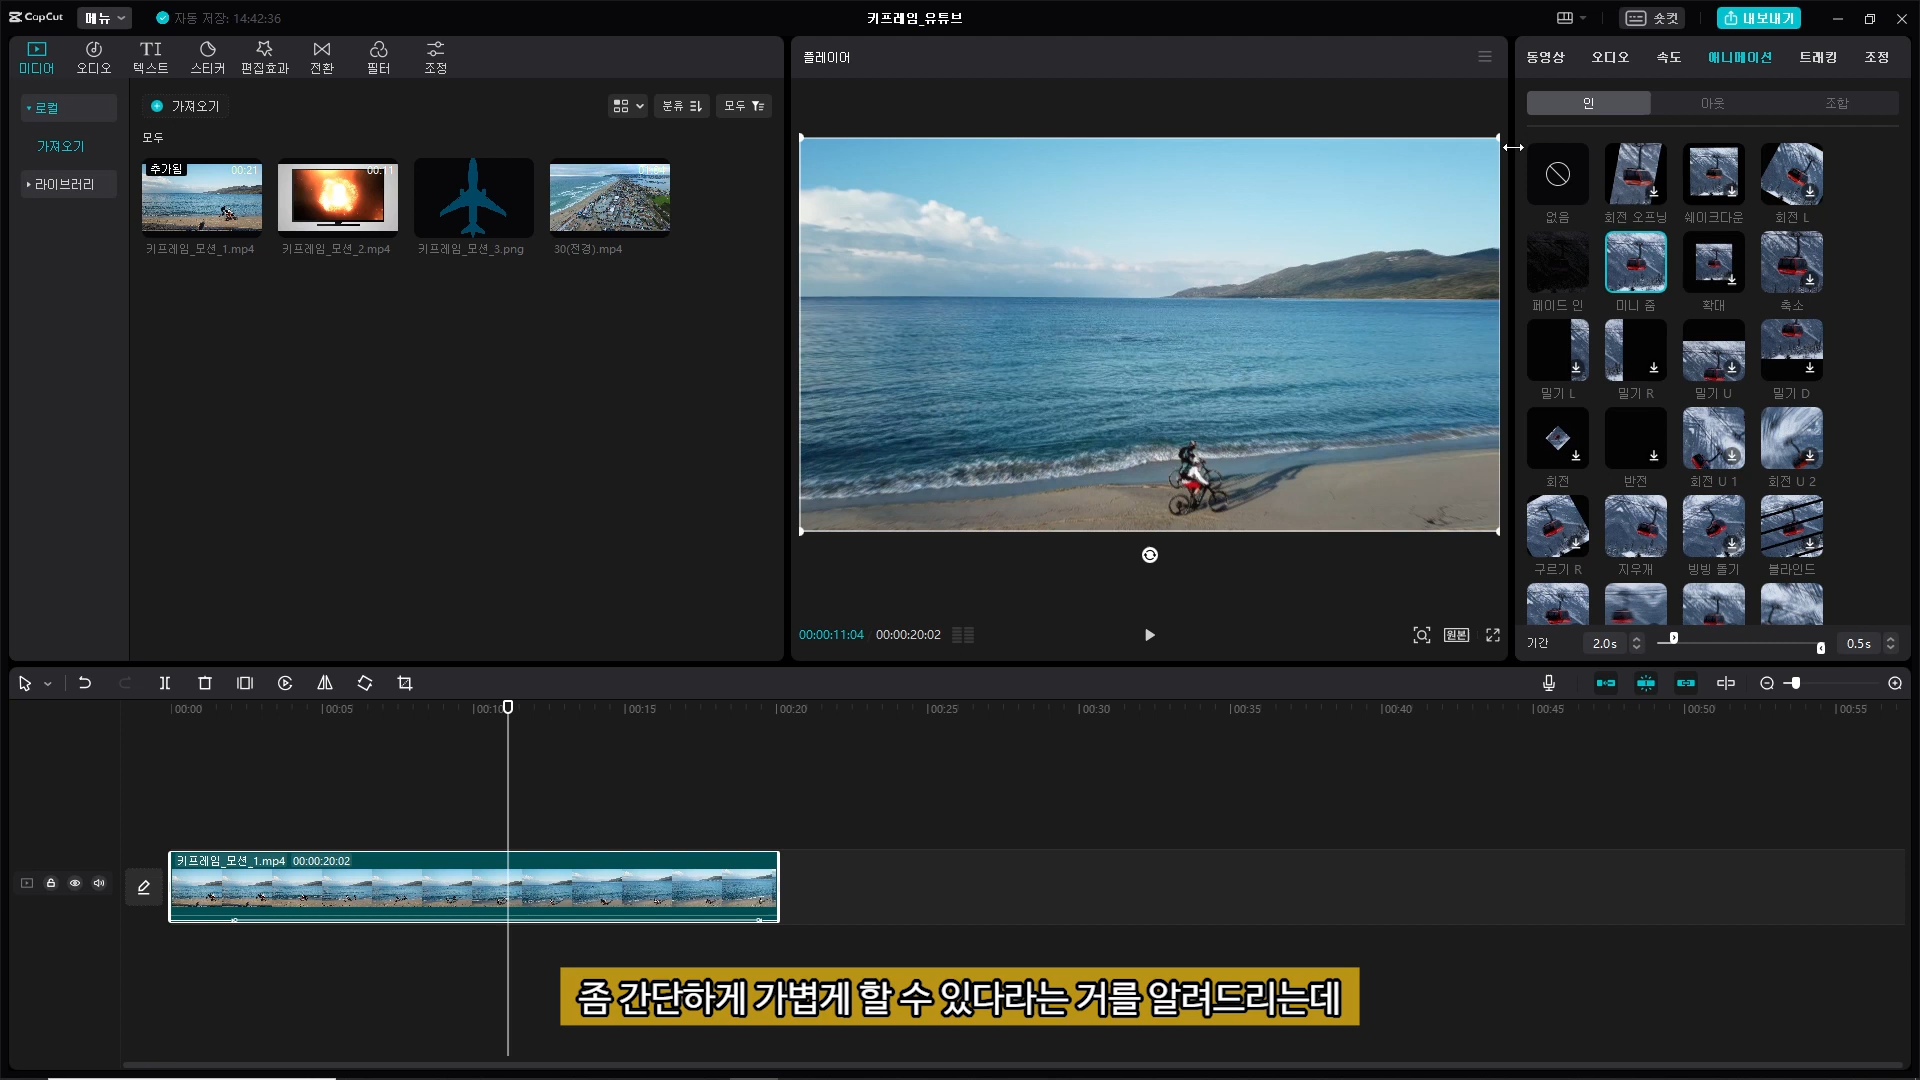 CapCut
메뉴
자동 저장: 14:42:36
키프레임_유튜브
숏컷
내보내기
미디어
오디오
텍스트
스티커
편집효과
전환
필터
조정
로컬
가져오기
라이브러리
가져오기
분류
모두
모두
추가됨
00:21
00:11
키프레임_모션_1.mp4
키프레임_모션_2.mp4
키프레임_모션_3.png
30(전경).mp4
플레이어
00:00:11:04
00:00:20:02
원본
동영상
오디오
속도
애니메이션
트래킹
조정
인
아웃
조합
없음
회전 오프닝
쉐이크다운
회전 L
페이드 인
미니 줌
확대
축소
밀기 L
밀기 R
밀기 U
밀기 D
회전
반전
회전 U 1
회전 U 2
구르기 R
지우개
빙빙 돌기
블라인드
기간
2.0s
0.5s
00:00
00:05
00:10
00:15
00:20
00:25
00:30
00:35
00:40
00:45
00:50
00:55
키프레임_모션_1.mp4 00:00:20:02
좀 간단하게 가볍게 할 수 있다라는 거를 알려드리는데